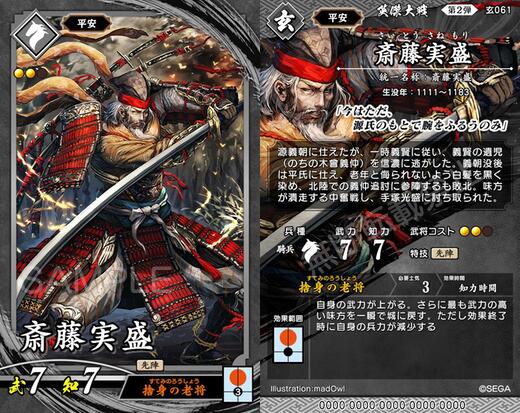 平安
SAMPLE
斎藤実盛
先陣
武7 知7
すてみのろうしょう
捨身の老将
3
玄
平安
英傑大戦
第2弾
玄061
さいとう さねもり
斎藤実盛
統一名称：斎藤実盛
生没年：1111～1183
「今はただ、
源氏のもとで腕をふるうのみ」
源義朝に仕えたが、一時義賢に従い、義賢の遺児
（のちの木曾義仲）を信濃に逃がした。義朝没後
は平氏に仕え、老年と侮られないよう白髪を黒く
染め、北陸での義仲追討に参陣するも敗北。味方
が潰走する中奮戦し、手塚光盛に討ち取られた。
兵種 武力 知力 武将コスト
騎兵 7 7 特技 先陣
すてみのろうしょう 必要士気 効果時間
捨身の老将 3 知力時間
効果範囲
自身の武力が上がる。さらに最も武力の高
い味方を一瞬で城に戻す。ただし効果終了
時に自身の兵力が減少する
Illustration:madOwl
©SEGA
0000-0000-0000-0000-0000